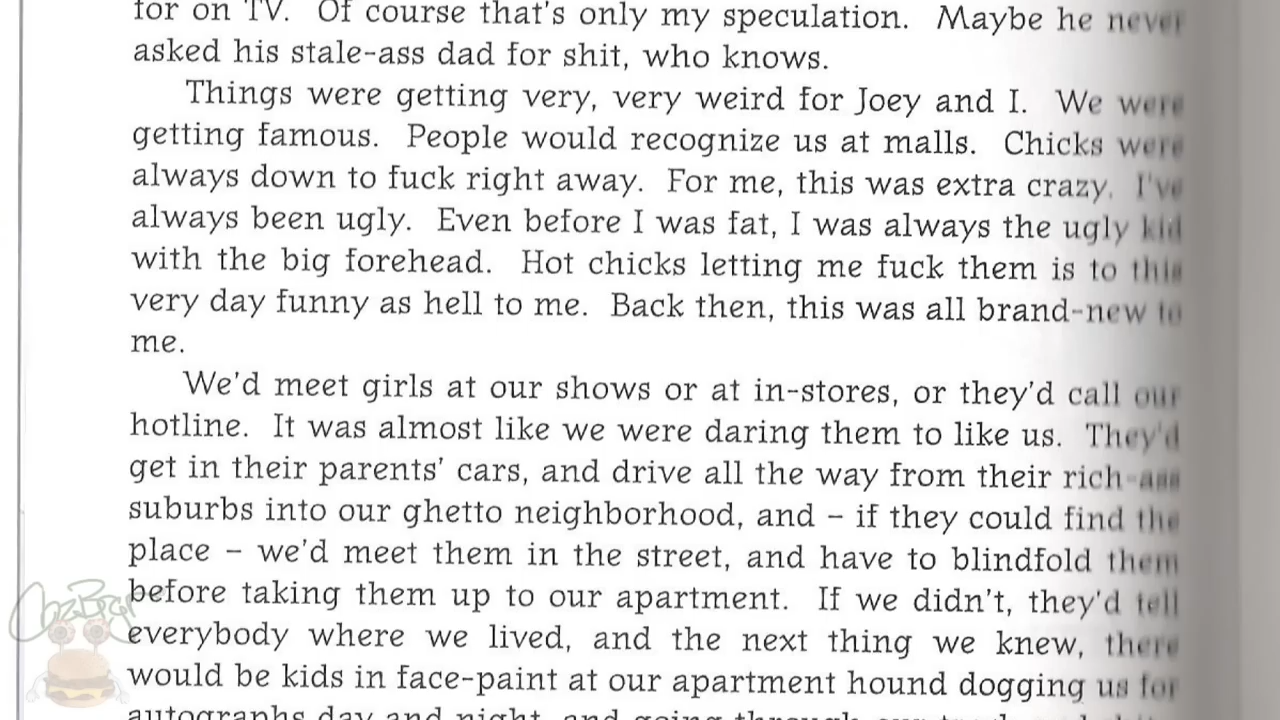 for on TV.  Of course that's only my speculation.  Maybe he never
asked his stale-ass dad for shit, who knows.
Things were getting very, very weird for Joey and I.  We were
getting famous.  People would recognize us at malls.  Chicks were
always down to fuck right away.  For me, this was extra crazy.  I've
always been ugly.  Even before I was fat, I was always the ugly kid
with the big forehead.  Hot chicks letting me fuck them is to this
very day funny as hell to me.  Back then, this was all brand-new to
me.
We'd meet girls at our shows or at in-stores, or they'd call our
hotline.  It was almost like we were daring them to like us.  They'd
get in their parents' cars, and drive all the way from their rich-ass
suburbs into our ghetto neighborhood, and – if they could find the
place – we'd meet them in the street, and have to blindfold them
before taking them up to our apartment.  If we didn't, they'd tell
everybody where we lived, and the next thing we knew, there
would be kids in face-paint at our apartment hound dogging us for
autographs day and night, and going through our